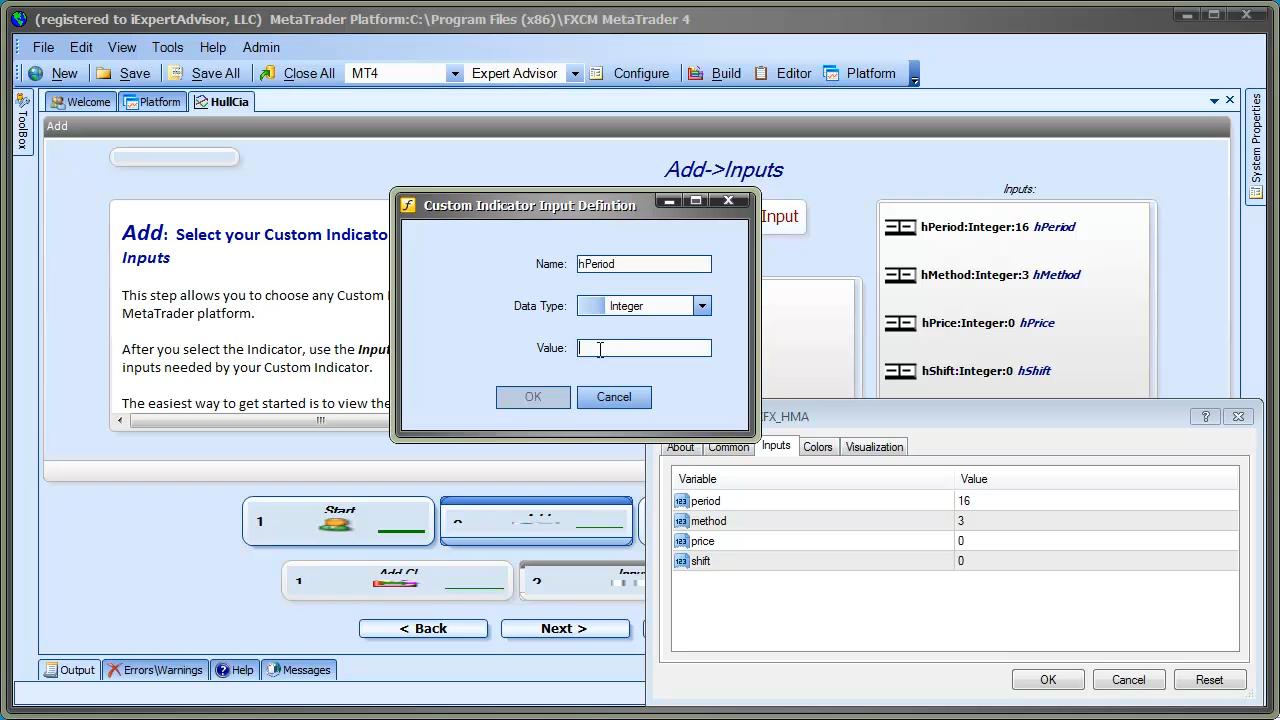 (registered to iExpertAdvisor, LLC) MetaTrader Platform:C:\Program Files (x86)\FXCM MetaTrader 4
File Edit View Tools Help Admin
New Save Save All Close All MT4 Expert Advisor Configure Build Editor Platform
Welcome Platform HullCia
ToolBox
System Properties
Add
Add->Inputs
Inputs:
Custom Indicator Input Defintion
Input
Add: Select your Custom Indicato
Inputs
This step allows you to choose any Custom
MetaTrader platform.
After you select the Indicator, use the Input
inputs needed by your Custom Indicator.
The easiest way to get started is to view the
Name: hPeriod
Data Type: Integer
Value:
OK Cancel
hPeriod:Integer:16 hPeriod
hMethod:Integer:3 hMethod
hPrice:Integer:0 hPrice
hShift:Integer:0 hShift
FX_HMA
About Common Inputs Colors Visualization
Variable Value
period 16
method 3
price 0
shift 0
1 Start
1 Add CI
2
< Back Next >
OK Cancel Reset
Output Errors\Warnings Help Messages